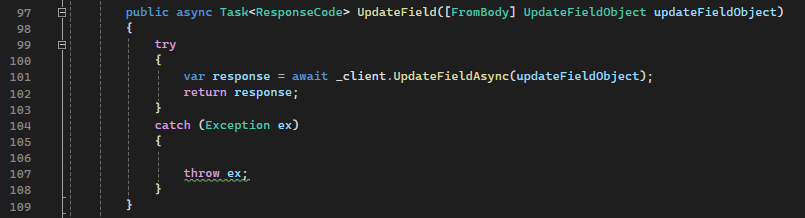 97 public async Task<ResponseCode> UpdateField([FromBody] UpdateFieldObject updateFieldObject)
98 {
99 try
100 {
101 var response = await _client.UpdateFieldAsync(updateFieldObject);
102 return response;
103 }
104 catch (Exception ex)
105 {
106
107 throw ex;
108 }
109 }